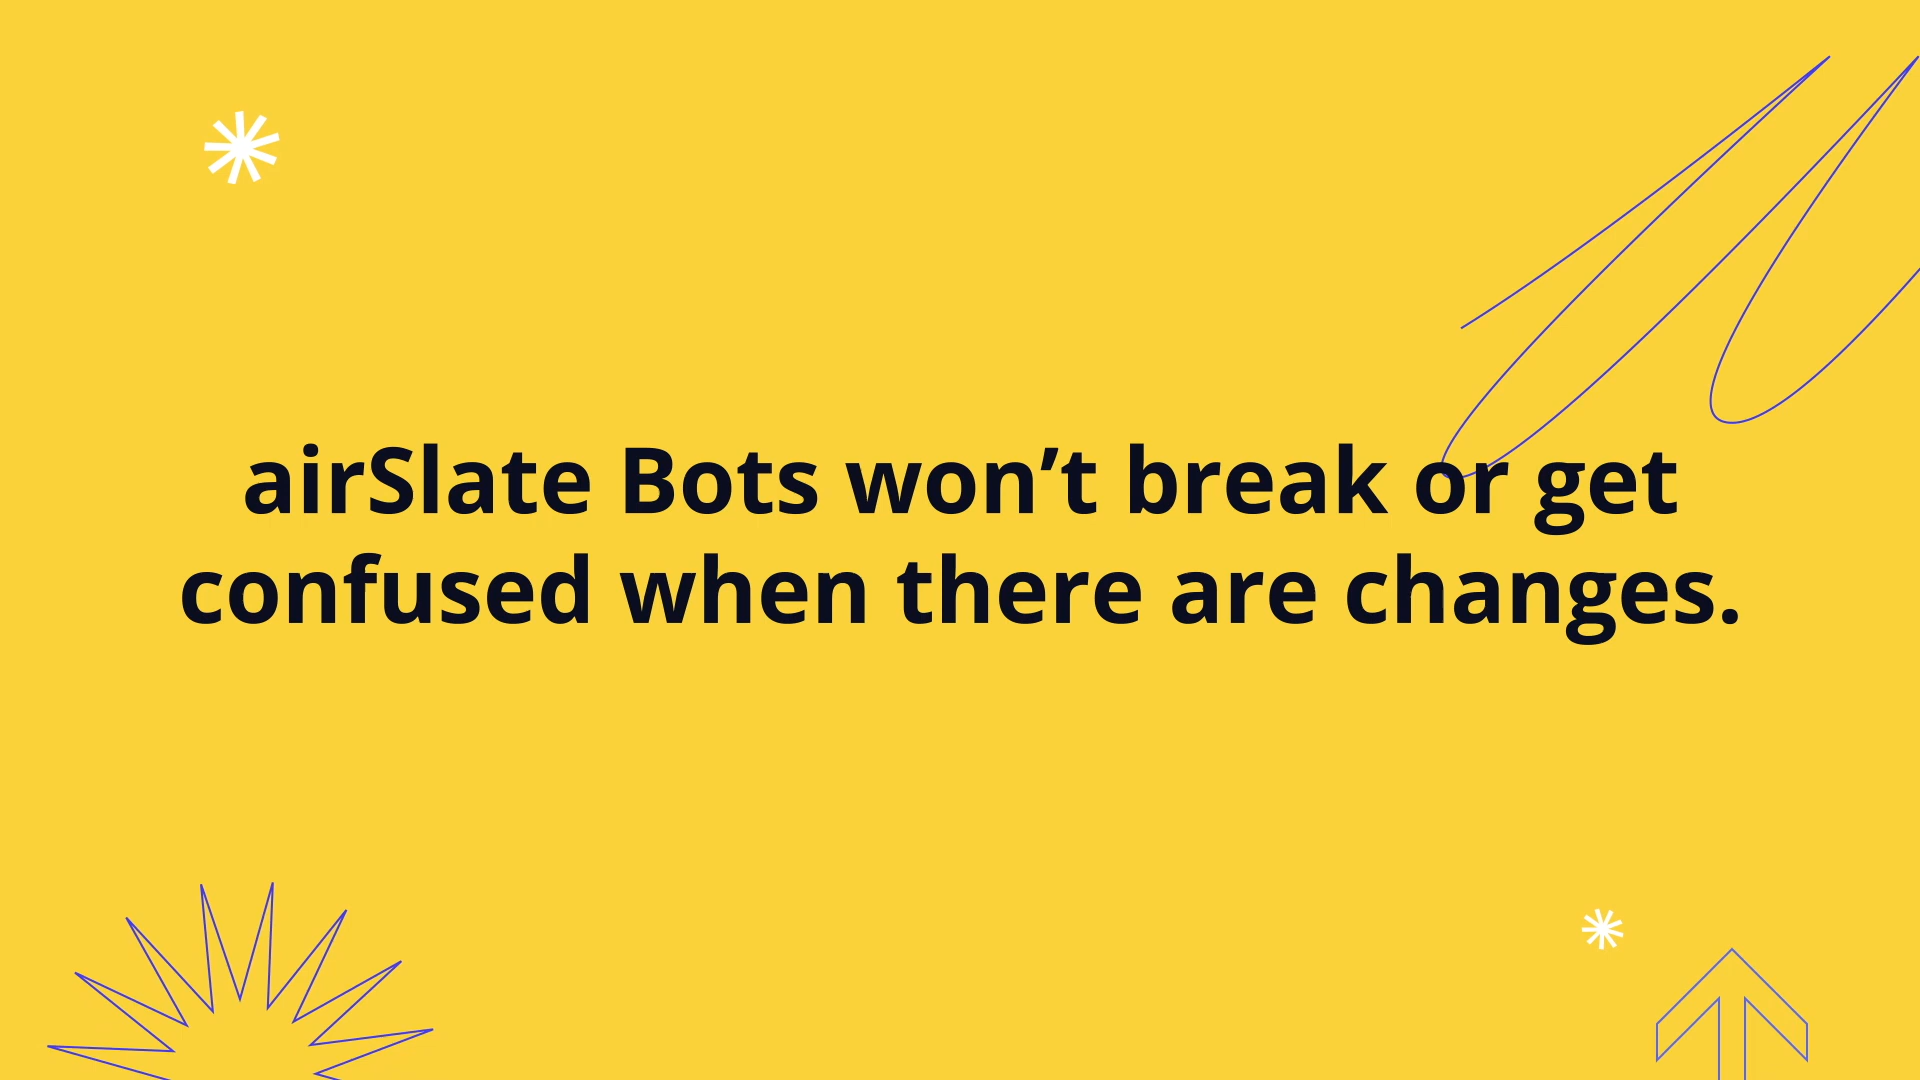 airSlate Bots won’t break or get
confused when there are changes.